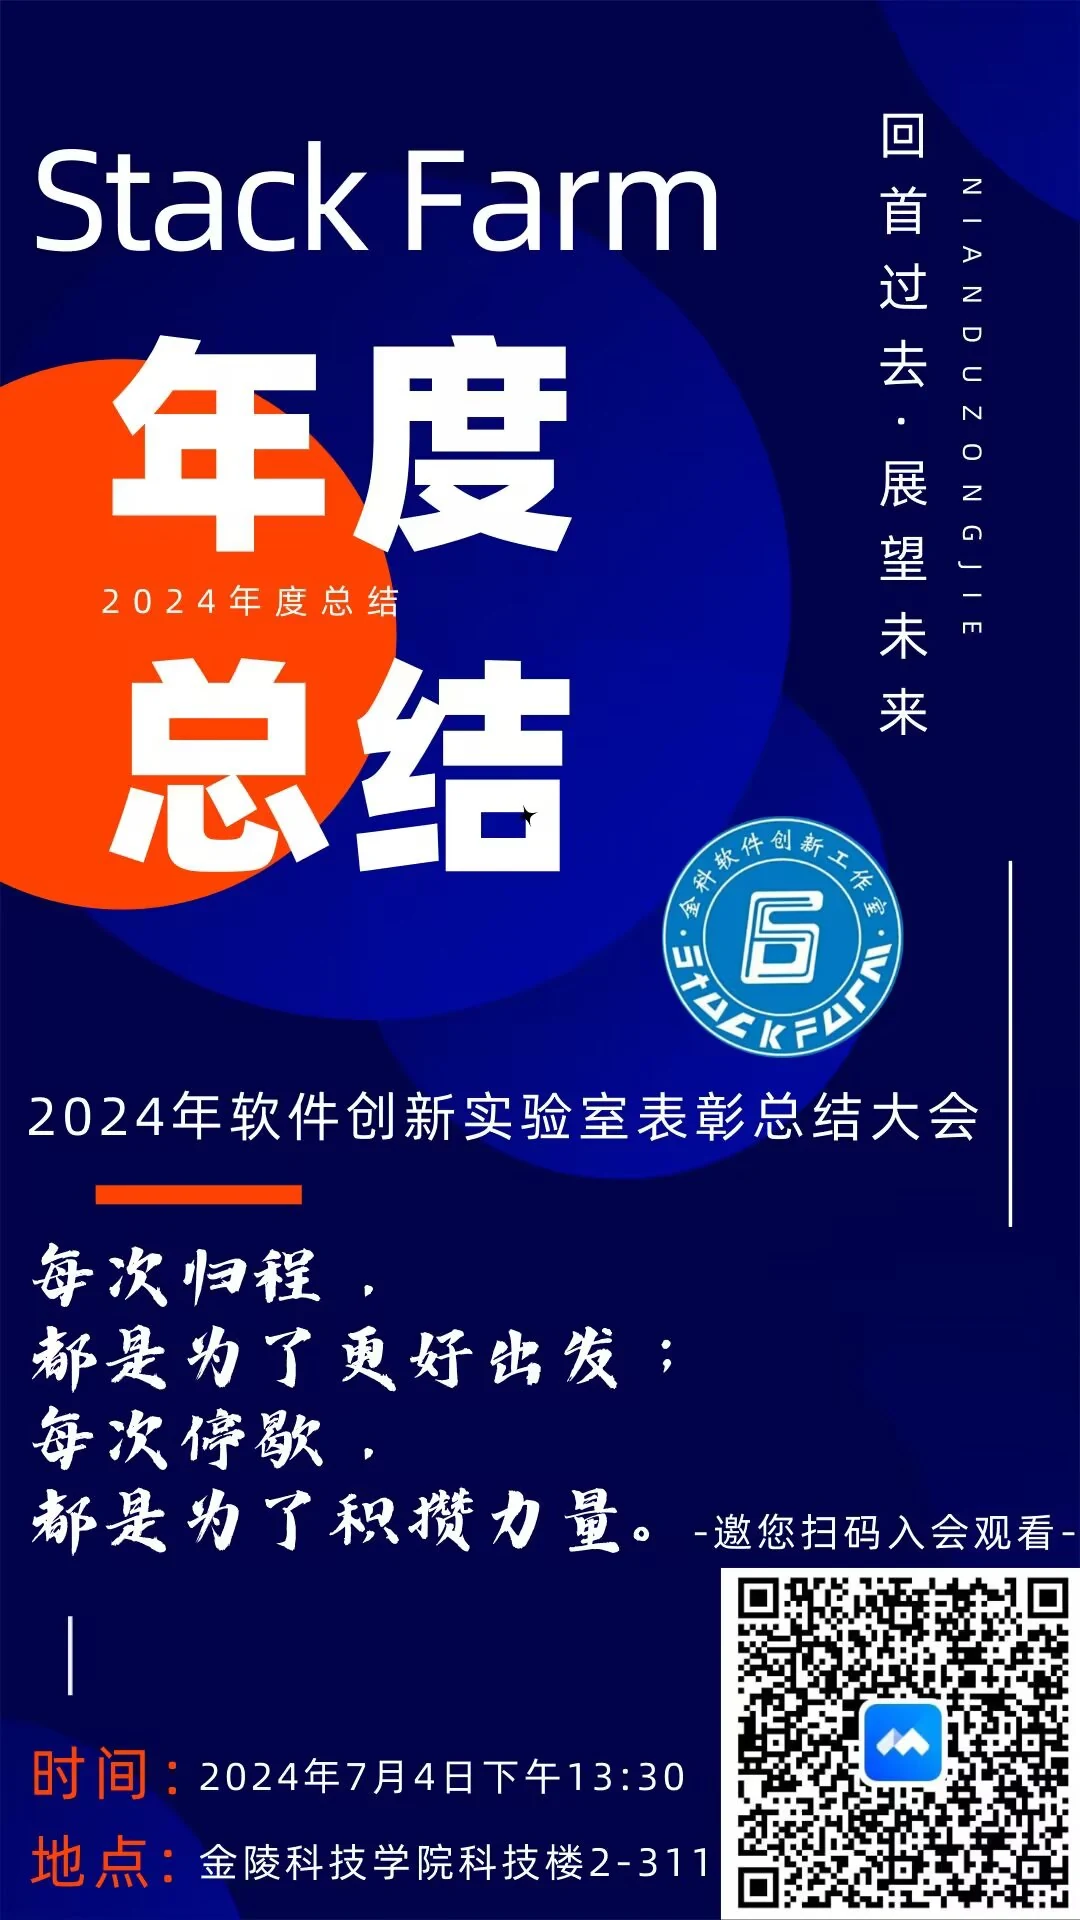 Stack Farm
年度
2024年度总结
总结
回首过去·展望未来
NIANDUZONGJIE
·金科软件创新工作室·
Stack Farm
2024年软件创新实验室表彰总结大会
每次归程，
都是为了更好出发；
每次停歇，
都是为了积攒力量。
-邀您扫码入会观看-
时间：2024年7月4日下午13:30
地点：金陵科技学院科技楼2-311